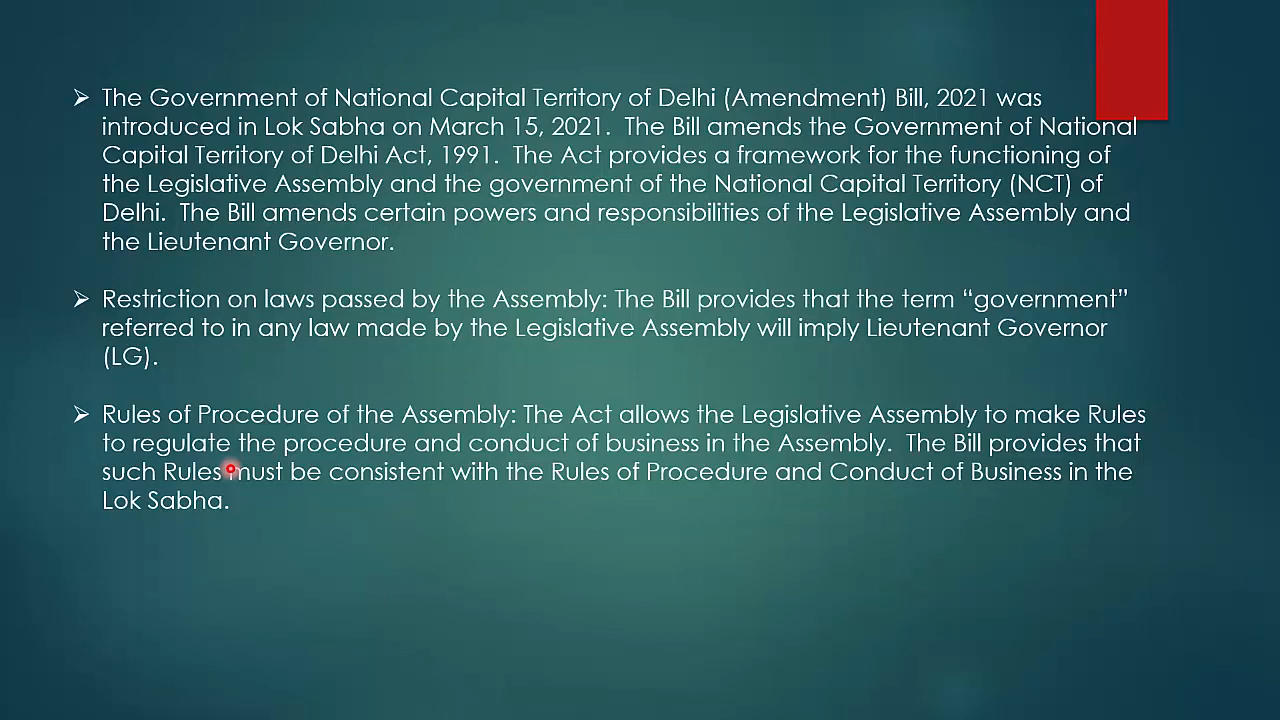 ➢ The Government of National Capital Territory of Delhi (Amendment) Bill, 2021 was
introduced in Lok Sabha on March 15, 2021.  The Bill amends the Government of National
Capital Territory of Delhi Act, 1991.  The Act provides a framework for the functioning of
the Legislative Assembly and the government of the National Capital Territory (NCT) of
Delhi.  The Bill amends certain powers and responsibilities of the Legislative Assembly and
the Lieutenant Governor.
➢ Restriction on laws passed by the Assembly: The Bill provides that the term “government”
referred to in any law made by the Legislative Assembly will imply Lieutenant Governor
(LG).
➢ Rules of Procedure of the Assembly: The Act allows the Legislative Assembly to make Rules
to regulate the procedure and conduct of business in the Assembly.  The Bill provides that
such Rules must be consistent with the Rules of Procedure and Conduct of Business in the
Lok Sabha.